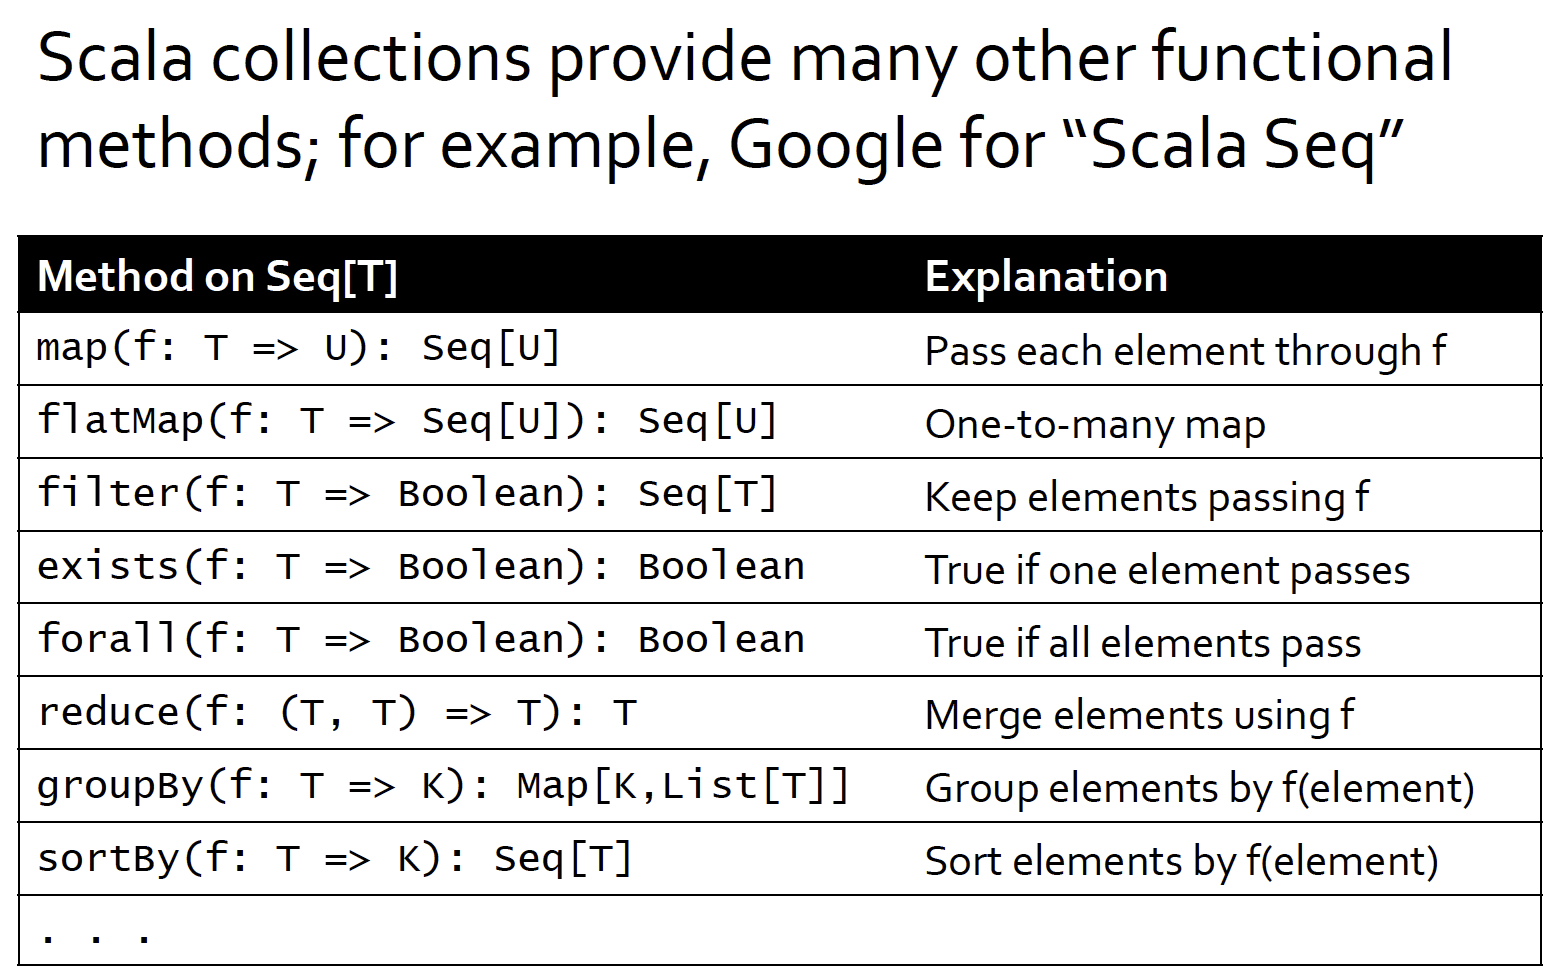 Scala collections provide many other functional
methods; for example, Google for “Scala Seq”
Method on Seq[T] Explanation
map(f: T => U): Seq[U] Pass each element through f
flatMap(f: T => Seq[U]): Seq[U] One-to-many map
filter(f: T => Boolean): Seq[T] Keep elements passing f
exists(f: T => Boolean): Boolean True if one element passes
forall(f: T => Boolean): Boolean True if all elements pass
reduce(f: (T, T) => T): T Merge elements using f
groupBy(f: T => K): Map[K,List[T]] Group elements by f(element)
sortBy(f: T => K): Seq[T] Sort elements by f(element)
. . .